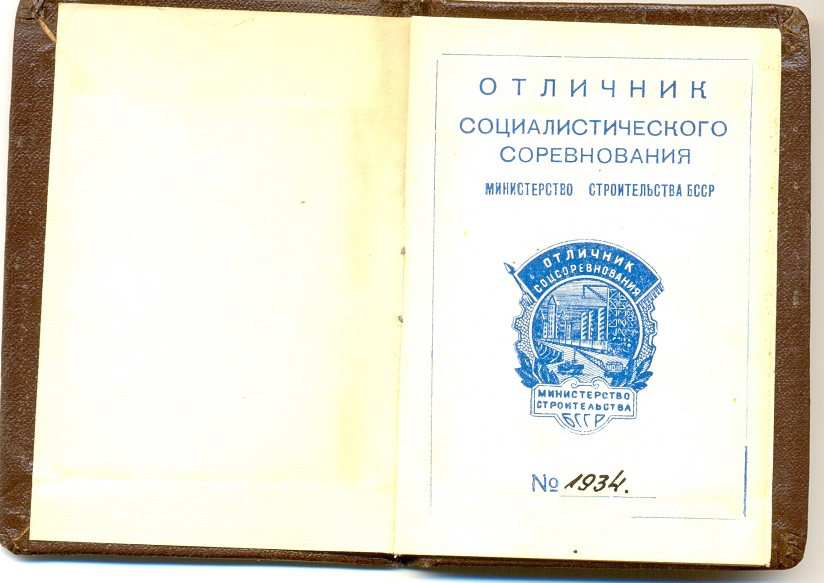 ОТЛИЧНИК
СОЦИАЛИСТИЧЕСКОГО
СОРЕВНОВАНИЯ
МИНИСТЕРСТВО СТРОИТЕЛЬСТВА БССР
ОТЛИЧНИК
СОЦСОРЕВНОВАНИЯ
МИНИСТЕРСТВО
СТРОИТЕЛЬСТВА
БССР
№ 1934.